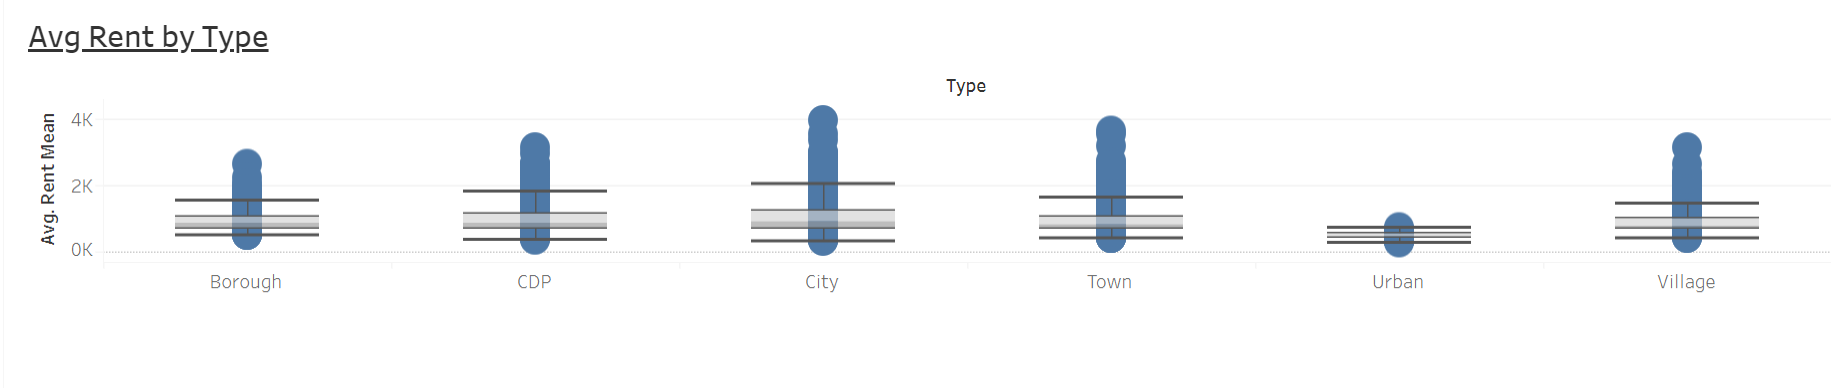 Avg Rent by Type
Type
Avg. Rent Mean
4K
2K
0K
Borough
CDP
City
Town
Urban
Village